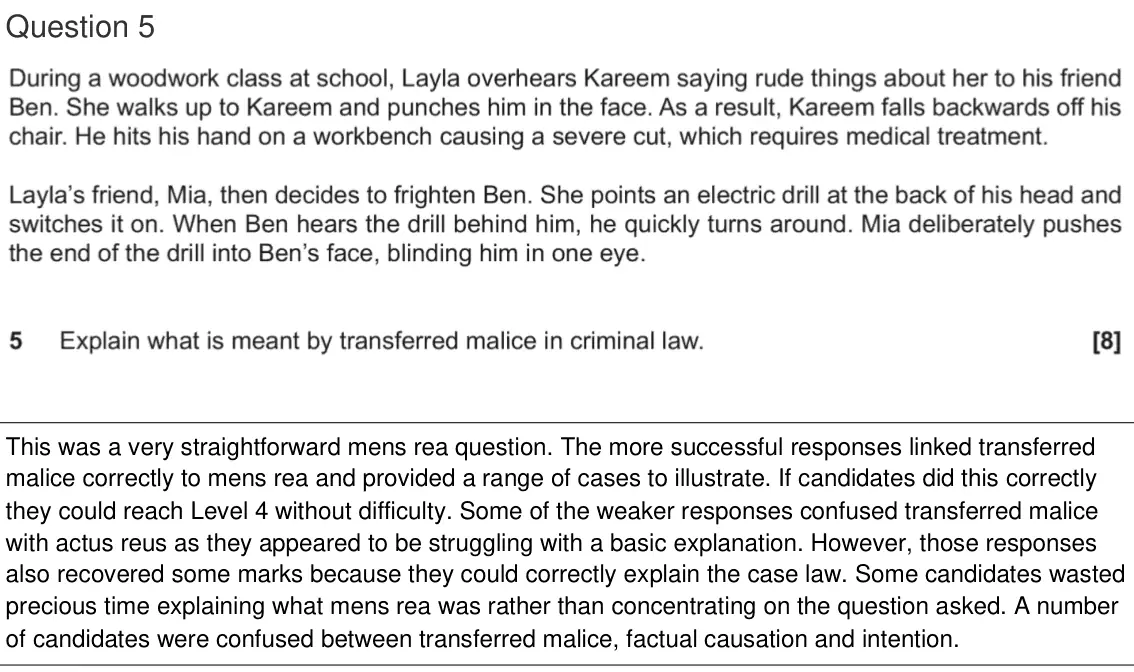 Question 5
During a woodwork class at school, Layla overhears Kareem saying rude things about her to his friend
Ben. She walks up to Kareem and punches him in the face. As a result, Kareem falls backwards off his
chair. He hits his hand on a workbench causing a severe cut, which requires medical treatment.
Layla's friend, Mia, then decides to frighten Ben. She points an electric drill at the back of his head and
switches it on. When Ben hears the drill behind him, he quickly turns around. Mia deliberately pushes
the end of the drill into Ben's face, blinding him in one eye.
5 Explain what is meant by transferred malice in criminal law. [8]
This was a very straightforward mens rea question. The more successful responses linked transferred
malice correctly to mens rea and provided a range of cases to illustrate. If candidates did this correctly
they could reach Level 4 without difficulty. Some of the weaker responses confused transferred malice
with actus reus as they appeared to be struggling with a basic explanation. However, those responses
also recovered some marks because they could correctly explain the case law. Some candidates wasted
precious time explaining what mens rea was rather than concentrating on the question asked. A number
of candidates were confused between transferred malice, factual causation and intention.